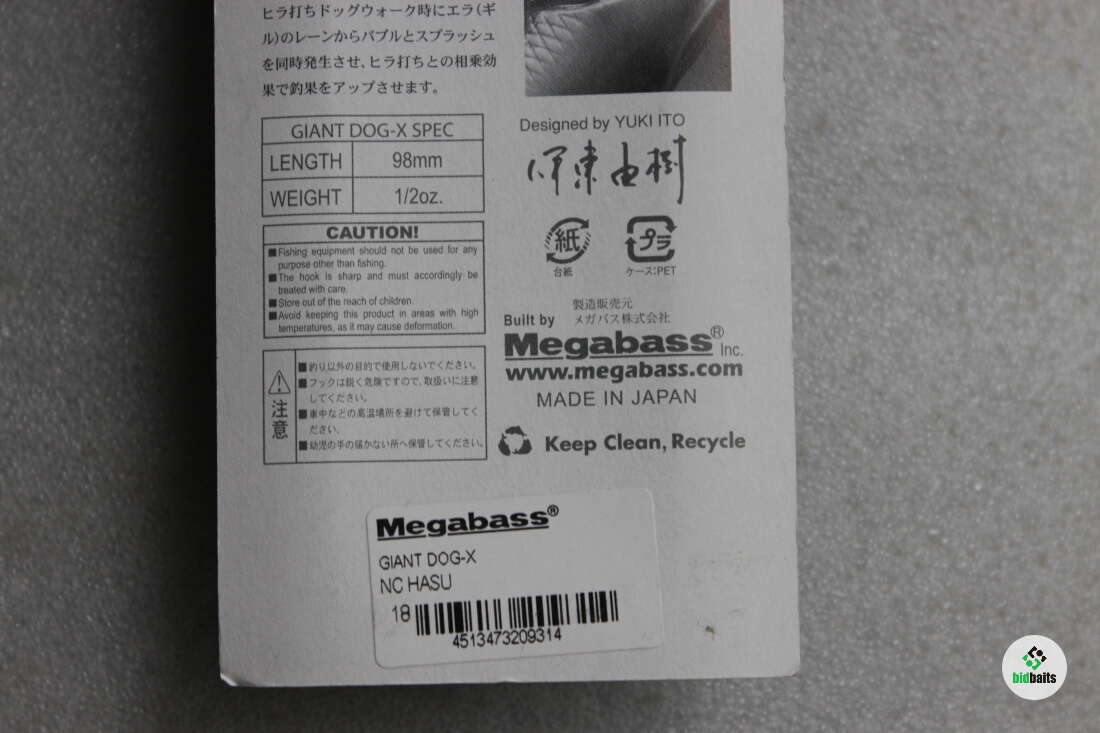 ヒラ打ちドッグウォーク時にエラ(ギ
ル)のレーンからバブルとスプラッシュ
を同時発生させ、ヒラ打ちとの相乗効
果で釣果をアップさせます。
GIANT DOG-X SPEC
LENGTH 98mm
WEIGHT 1/2oz.
CAUTION!
■Fishing equipment should not be used for any
purpose other than fishing.
■The hook is sharp and must accordingly be
treated with care.
■Store out of the reach of children.
■Avoid keeping this product in areas with high
temperatures, as it may cause deformation.
注意
■釣り以外の目的で使用しないでください。
■フックは鋭く危険ですので、取扱いに注意
してください。
■車中などの高温場所を避けて保管してく
ださい。
■幼児の手の届かない所へ保管してください。
Designed by YUKI ITO
伊東由樹
紙
台紙
プラ
ケース:PET
製造販売元
Built by メガバス株式会社
Megabass® Inc.
www.megabass.com
MADE IN JAPAN
Keep Clean, Recycle
Megabass®
GIANT DOG-X
NC HASU
18
4513473209314
bidbaits